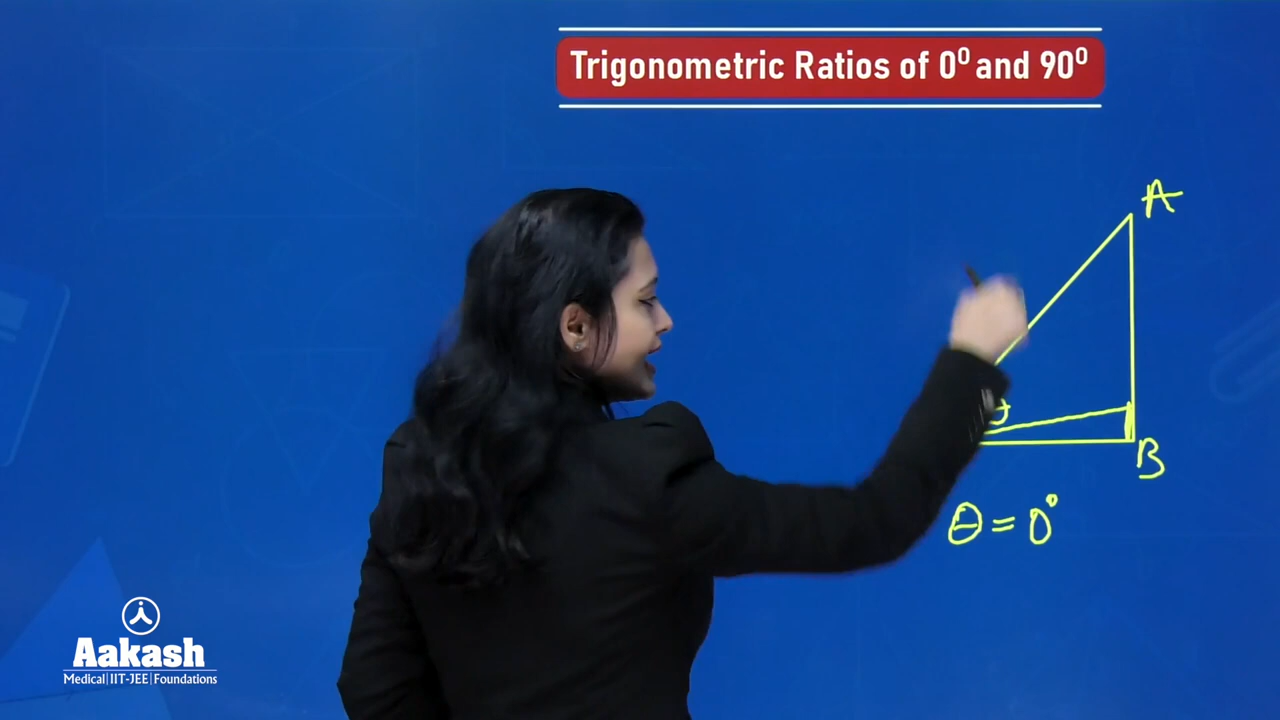 Trigonometric Ratios of 0⁰ and 90⁰
A
B
θ = 0°
Aakash
Medical|IIT-JEE|Foundations